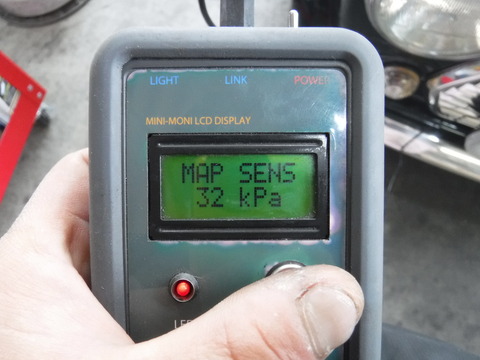 LIGHT LINK POWER
MINI-MONI LCD DISPLAY
MAP SENS
32 kPa